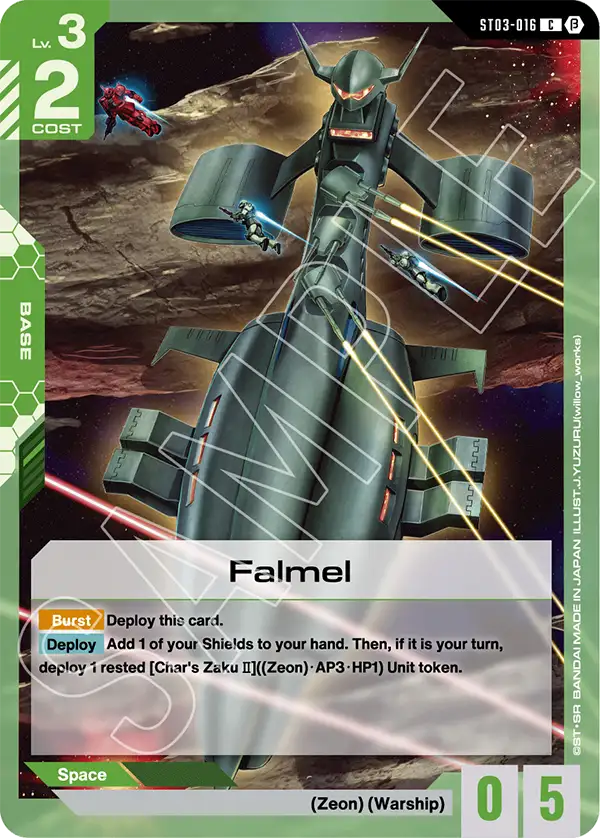 ST03-016 C β
Lv. 3
2
COST
BASE
SAMPLE
Falmel
Burst Deploy this card.
Deploy Add 1 of your Shields to your hand. Then, if it is your turn,
deploy 1 rested [Char's Zaku Ⅱ]((Zeon)･AP3･HP1) Unit token.
Space
(Zeon) (Warship)
0 5
©ST・SR BANDAI MADE IN JAPAN ILLUST.J.YUZURU(willow_works)